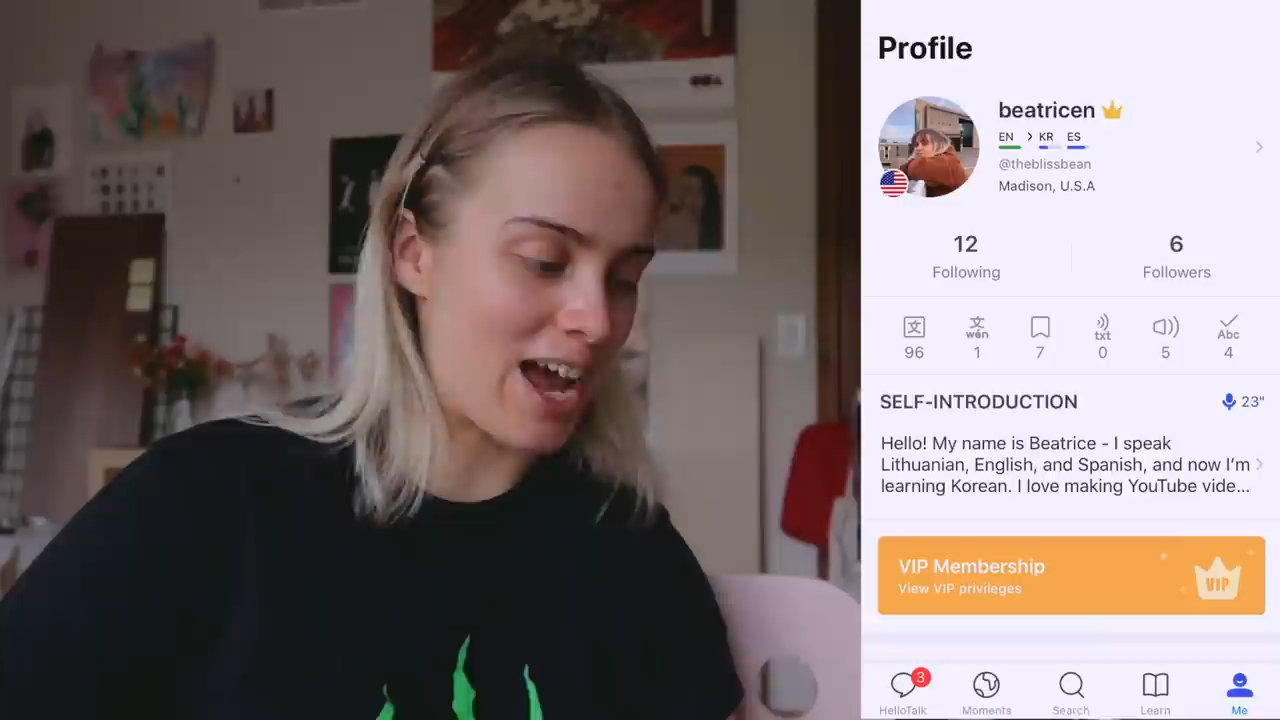 Profile
beatricen
EN > KR ES
@theblissbean
Madison, U.S.A
12
6
Following
Followers
文
文 wén
txt
Abc
96
1
7
0
5
4
SELF-INTRODUCTION
23"
Hello! My name is Beatrice - I speak
Lithuanian, English, and Spanish, and now I'm
learning Korean. I love making YouTube vide...
VIP Membership
View VIP privileges
VIP
3
HelloTalk
Moments
Search
Learn
Me